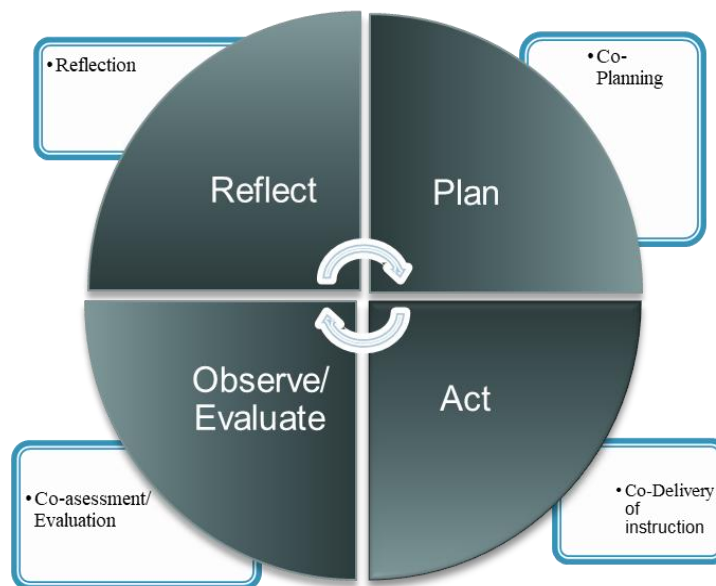 •Reflection
•Co-
Planning
Reflect
Plan
Observe/
Evaluate
Act
•Co-asessment/
Evaluation
•Co-Delivery
of
instruction